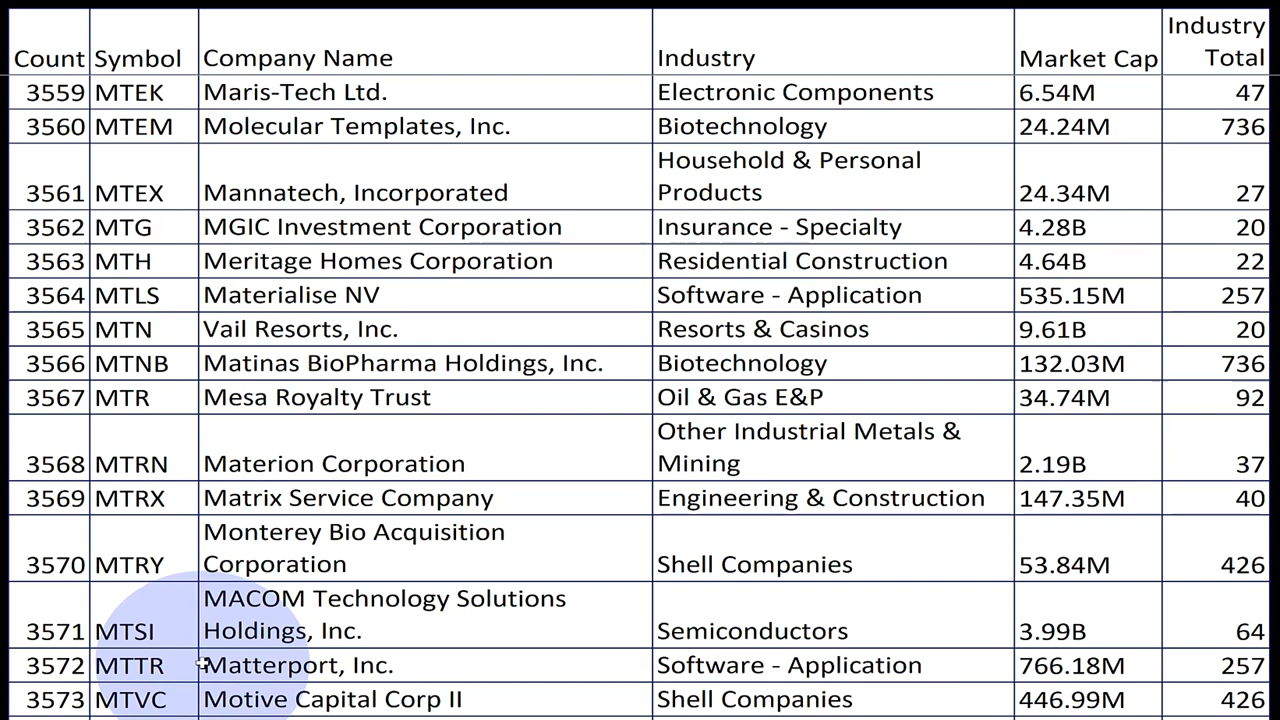 Industry
Count Symbol Company Name Industry Market Cap Total
3559 MTEK Maris-Tech Ltd. Electronic Components 6.54M 47
3560 MTEM Molecular Templates, Inc. Biotechnology 24.24M 736
Household & Personal
3561 MTEX Mannatech, Incorporated Products 24.34M 27
3562 MTG MGIC Investment Corporation Insurance - Specialty 4.28B 20
3563 MTH Meritage Homes Corporation Residential Construction 4.64B 22
3564 MTLS Materialise NV Software - Application 535.15M 257
3565 MTN Vail Resorts, Inc. Resorts & Casinos 9.61B 20
3566 MTNB Matinas BioPharma Holdings, Inc. Biotechnology 132.03M 736
3567 MTR Mesa Royalty Trust Oil & Gas E&P 34.74M 92
Other Industrial Metals &
3568 MTRN Materion Corporation Mining 2.19B 37
3569 MTRX Matrix Service Company Engineering & Construction 147.35M 40
Monterey Bio Acquisition
3570 MTRY Corporation Shell Companies 53.84M 426
MACOM Technology Solutions
3571 MTSI Holdings, Inc. Semiconductors 3.99B 64
3572 MTTR Matterport, Inc. Software - Application 766.18M 257
3573 MTVC Motive Capital Corp II Shell Companies 446.99M 426